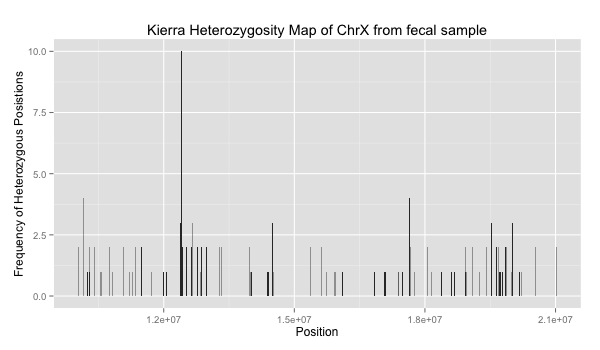 Kierra Heterozygosity Map of ChrX from fecal sample
Frequency of Heterozygous Posistions
10.0
7.5
5.0
2.5
0.0
1.2e+07 1.5e+07 1.8e+07 2.1e+07
Position